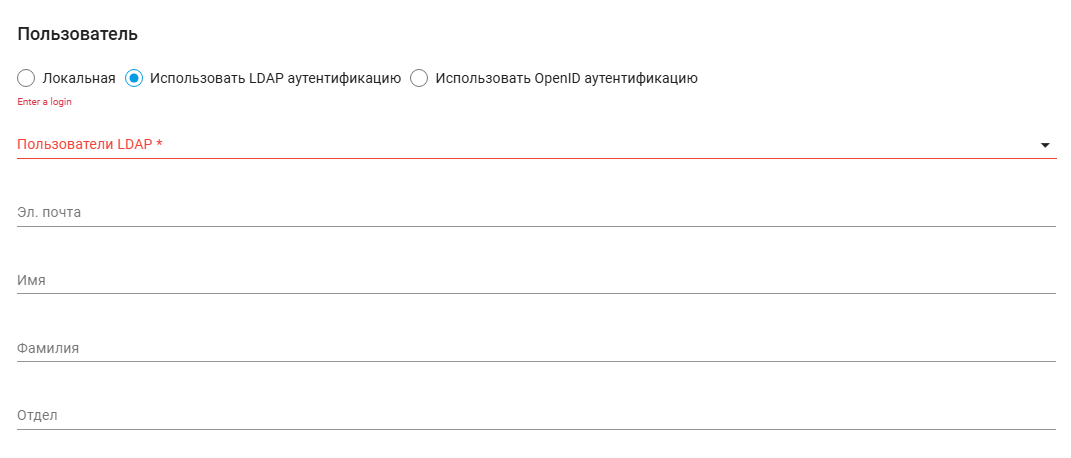 Пользователь
Локальная Использовать LDAP аутентификацию Использовать OpenID аутентификацию
Enter a login
Пользователи LDAP *
Эл. почта
Имя
Фамилия
Отдел